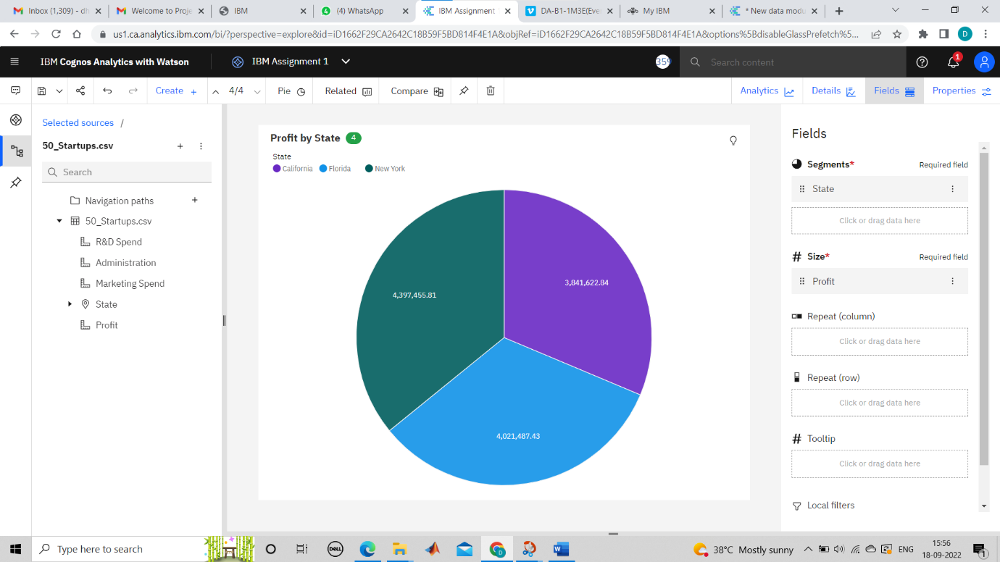 Inbox (1,309) - dh
Welcome to Proje
IBM
(4) WhatsApp
IBM Assignment
DA-B1-1M3E(Eve
My IBM
* New data modu
us1.ca.analytics.ibm.com/bi/?perspective=explore&id=iD1662F29CA2642C18B59F5BD814F4E1A&objRef=iD1662F29CA2642C18B59F5BD814F4E1A&options%5BdisableGlassPrefetch%5...
D
IBM Cognos Analytics with Watson
IBM Assignment 1
359
Search content
1
Create +
4/4
Pie
Related
Compare
Analytics
Details
Fields
Properties
Selected sources /
50_Startups.csv
Search
Navigation paths
50_Startups.csv
R&D Spend
Administration
Marketing Spend
State
Profit
Profit by State 4
State
California Florida New York
3,841,622.84
4,397,455.81
4,021,487.43
Fields
Segments* Required field
State
Click or drag data here
Size* Required field
Profit
Repeat (column)
Click or drag data here
Repeat (row)
Click or drag data here
Tooltip
Click or drag data here
Local filters
Type here to search
DELL
D
38°C Mostly sunny
ENG
15:56
18-09-2022
1